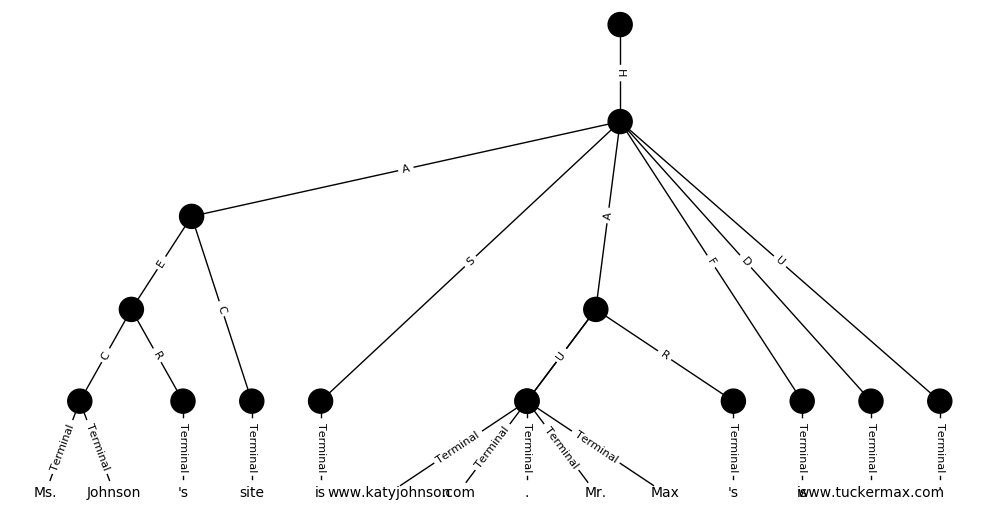 H
A
S
A
F
D
U
E
C
C
R
U
R
Terminal Terminal Terminal Terminal Terminal Terminal Terminal Terminal Terminal Terminal Terminal Terminal Terminal Terminal
Ms. Johnson 's site is www.katyjohnson.com . Mr. Max 's is www.tuckermax.com .